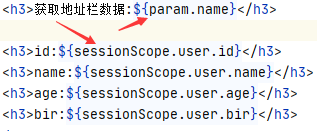 <h3>获取地址栏数据:${param.name}</h3>
<h3>id:${sessionScope.user.id}</h3>
<h3>name:${sessionScope.user.name}</h3>
<h3>age:${sessionScope.user.age}</h3>
<h3>bir:${sessionScope.user.bir}</h3>